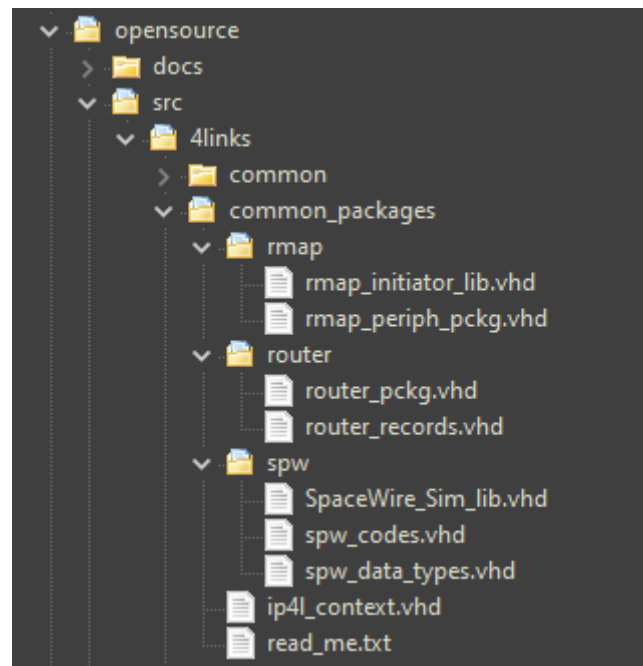 opensource
docs
src
4links
common
common_packages
rmap
rmap_initiator_lib.vhd
rmap_periph_pckg.vhd
router
router_pckg.vhd
router_records.vhd
spw
SpaceWire_Sim_lib.vhd
spw_codes.vhd
spw_data_types.vhd
ip4l_context.vhd
read_me.txt